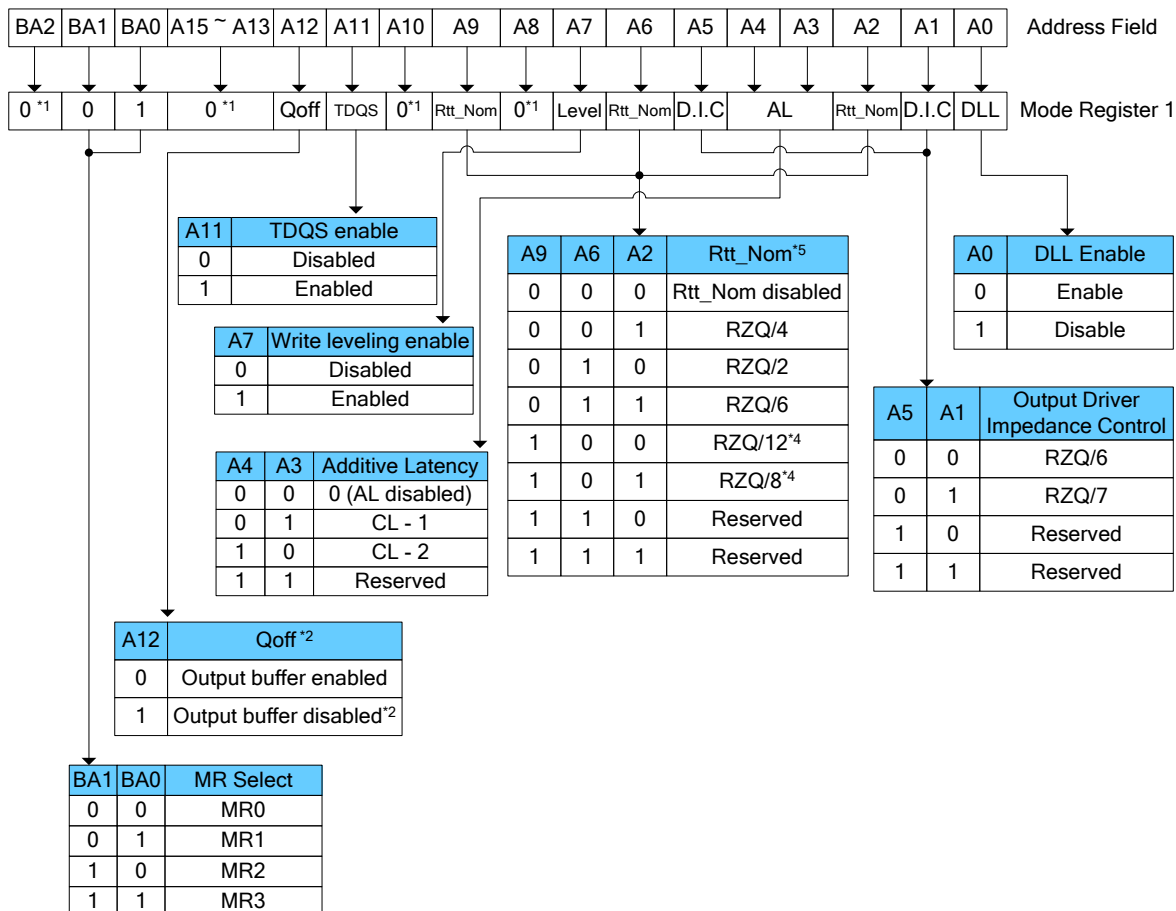 BA2 BA1 BA0 A15 ~ A13 A12 A11 A10 A9 A8 A7 A6 A5 A4 A3 A2 A1 A0 Address Field
0*1 0 1 0*1 Qoff TDQS 0*1 Rtt_Nom 0*1 Level Rtt_Nom D.I.C AL Rtt_Nom D.I.C DLL Mode Register 1
A11 TDQS enable
0 Disabled
1 Enabled
A7 Write leveling enable
0 Disabled
1 Enabled
A4 A3 Additive Latency
0 0 0 (AL disabled)
0 1 CL - 1
1 0 CL - 2
1 1 Reserved
A9 A6 A2 Rtt_Nom*5
0 0 0 Rtt_Nom disabled
0 0 1 RZQ/4
0 1 0 RZQ/2
0 1 1 RZQ/6
1 0 0 RZQ/12*4
1 0 1 RZQ/8*4
1 1 0 Reserved
1 1 1 Reserved
A0 DLL Enable
0 Enable
1 Disable
A5 A1 Output Driver
Impedance Control
0 0 RZQ/6
0 1 RZQ/7
1 0 Reserved
1 1 Reserved
A12 Qoff*2
0 Output buffer enabled
1 Output buffer disabled*2
BA1 BA0 MR Select
0 0 MR0
0 1 MR1
1 0 MR2
1 1 MR3